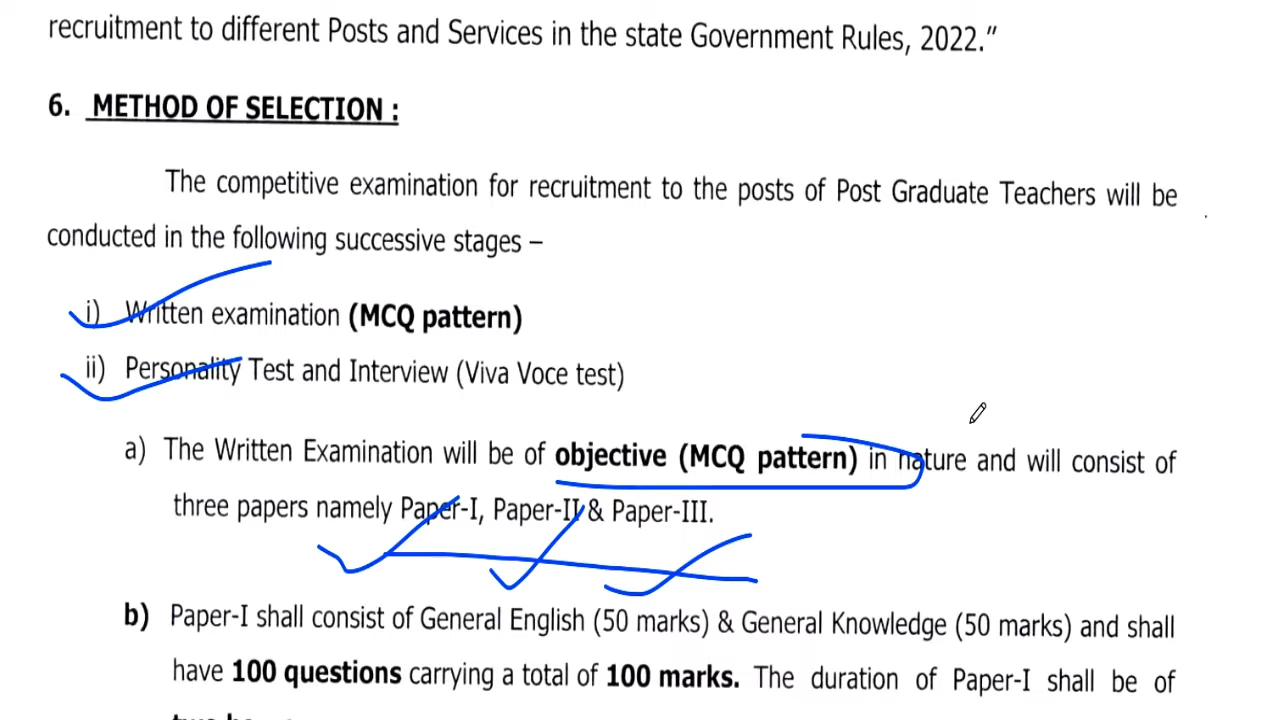 recruitment to different Posts and Services in the state Government Rules, 2022."
6. METHOD OF SELECTION :
The competitive examination for recruitment to the posts of Post Graduate Teachers will be
conducted in the following successive stages –
i) Written examination (MCQ pattern)
ii) Personality Test and Interview (Viva Voce test)
a) The Written Examination will be of objective (MCQ pattern) in nature and will consist of
three papers namely Paper-I, Paper-II & Paper-III.
b) Paper-I shall consist of General English (50 marks) & General Knowledge (50 marks) and shall
have 100 questions carrying a total of 100 marks. The duration of Paper-I shall be of